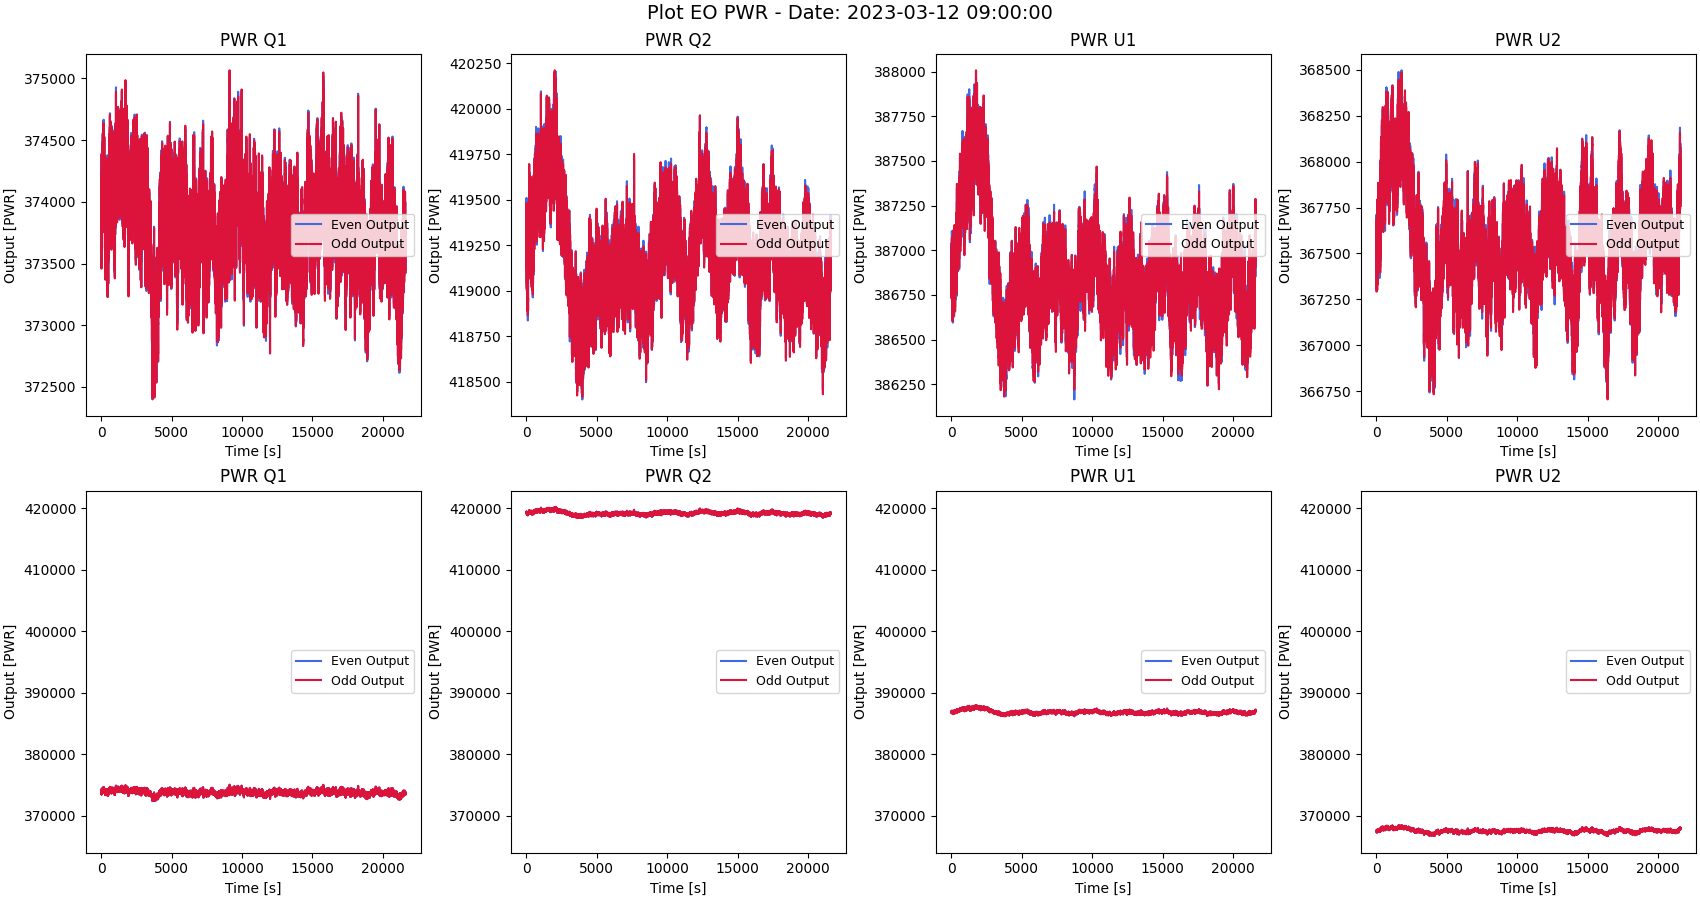 Plot EO PWR - Date: 2023-03-12 09:00:00
PWR Q1
Output [PWR]
375000
374500
374000
373500
373000
372500
Even Output
Odd Output
0 5000 10000 15000 20000
Time [s]
PWR Q2
Output [PWR]
420250
420000
419750
419500
419250
419000
418750
418500
Even Output
Odd Output
0 5000 10000 15000 20000
Time [s]
PWR U1
Output [PWR]
388000
387750
387500
387250
387000
386750
386500
386250
Even Output
Odd Output
0 5000 10000 15000 20000
Time [s]
PWR U2
Output [PWR]
368500
368250
368000
367750
367500
367250
367000
366750
Even Output
Odd Output
0 5000 10000 15000 20000
Time [s]
PWR Q1
Output [PWR]
420000
410000
400000
390000
380000
370000
Even Output
Odd Output
0 5000 10000 15000 20000
Time [s]
PWR Q2
Output [PWR]
420000
410000
400000
390000
380000
370000
Even Output
Odd Output
0 5000 10000 15000 20000
Time [s]
PWR U1
Output [PWR]
420000
410000
400000
390000
380000
370000
Even Output
Odd Output
0 5000 10000 15000 20000
Time [s]
PWR U2
Output [PWR]
420000
410000
400000
390000
380000
370000
Even Output
Odd Output
0 5000 10000 15000 20000
Time [s]